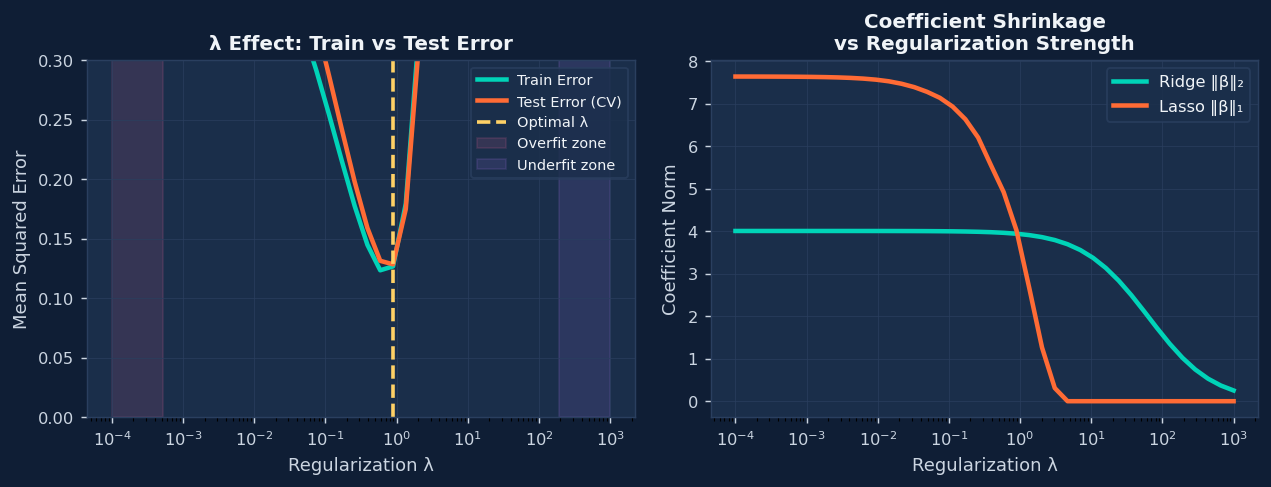 λ Effect: Train vs Test Error
Mean Squared Error
0.30
0.25
0.20
0.15
0.10
0.05
0.00
Train Error
Test Error (CV)
Optimal λ
Overfit zone
Underfit zone
10⁻⁴
10⁻³
10⁻²
10⁻¹
10⁰
10¹
10²
10³
Regularization λ
Coefficient Shrinkage
vs Regularization Strength
Coefficient Norm
8
7
6
5
4
3
2
1
0
Ridge ‖β‖₂
Lasso ‖β‖₁
10⁻⁴
10⁻³
10⁻²
10⁻¹
10⁰
10¹
10²
10³
Regularization λ